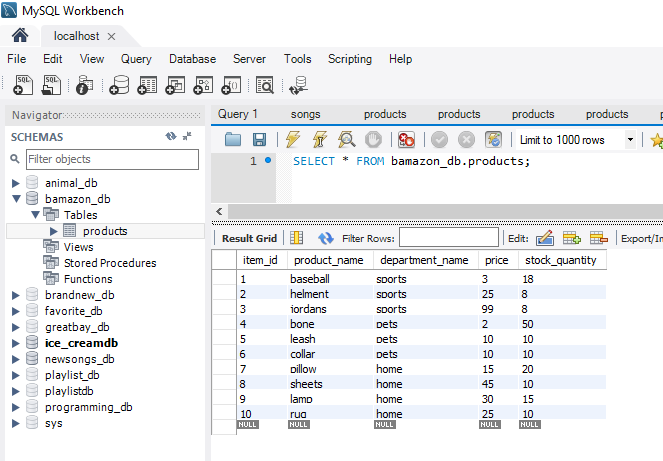 MySQL Workbench
localhost
File Edit View Query Database Server Tools Scripting Help
Navigator
SCHEMAS
Filter objects
animal_db
bamazon_db
Tables
products
Views
Stored Procedures
Functions
brandnew_db
favorite_db
greatbay_db
ice_creamdb
newsongs_db
playlist_db
playlistdb
programming_db
sys
Query 1 songs products products products products p
Limit to 1000 rows
1 SELECT * FROM bamazon_db.products;
Result Grid Filter Rows: Edit: Export/Im
item_id product_name department_name price stock_quantity
1 baseball sports 3 18
2 helment sports 25 8
3 jordans sports 99 8
4 bone pets 2 50
5 leash pets 10 10
6 collar pets 10 10
7 pillow home 15 20
8 sheets home 45 10
9 lamp home 30 15
10 rug home 25 10
NULL NULL NULL NULL NULL